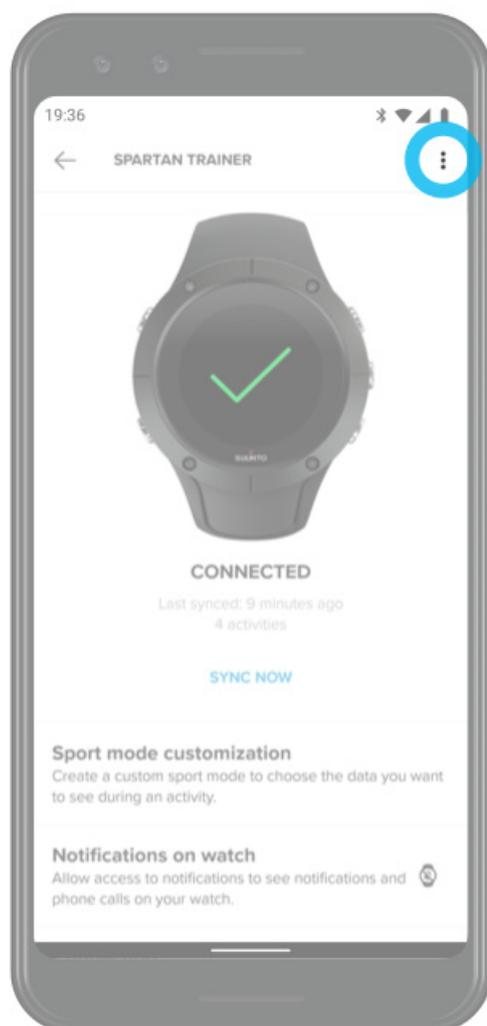 19:36
SPARTAN TRAINER
SUUNTO
CONNECTED
Last synced: 9 minutes ago
4 activities
SYNC NOW
Sport mode customization
Create a custom sport mode to choose the data you want
to see during an activity.
Notifications on watch
Allow access to notifications to see notifications and
phone calls on your watch.